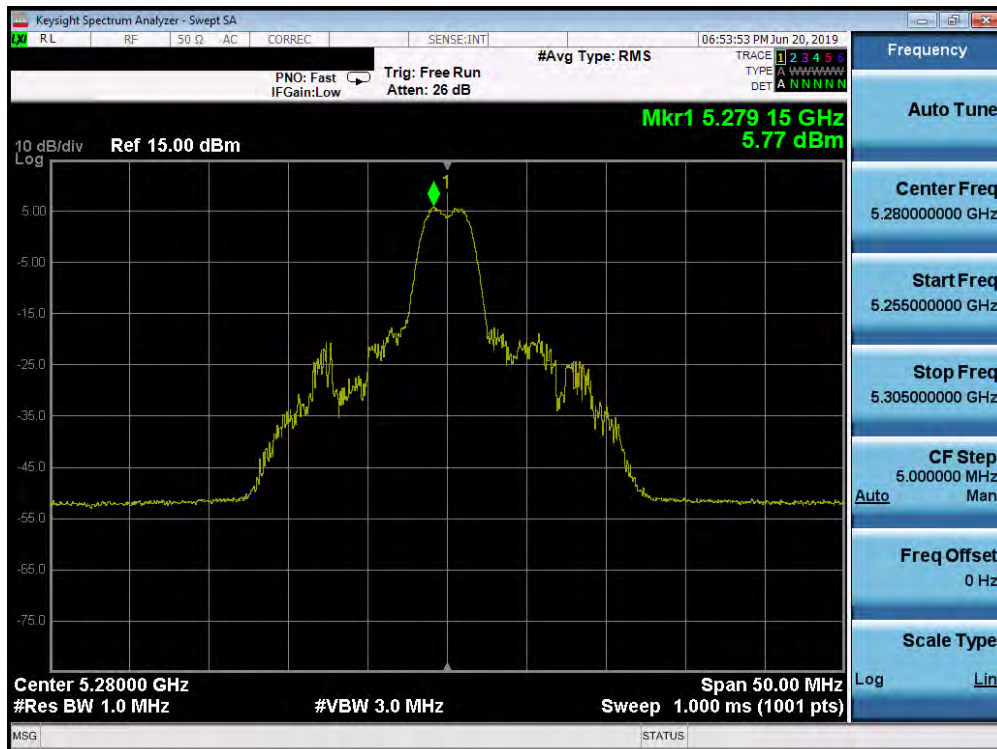 Keysight Spectrum Analyzer - Swept SA
LXI RL RF 50 Ω AC CORREC SENSE:INT 06:53:53 PM Jun 20, 2019
PNO: Fast
IFGain:Low
Trig: Free Run
Atten: 26 dB
#Avg Type: RMS
TRACE 1 2 3 4 5 6
TYPE A WWWWW
DET A N N N N N
Mkr1 5.279 15 GHz
5.77 dBm
10 dB/div Ref 15.00 dBm
Log
1
5.00
-5.00
-15.0
-25.0
-35.0
-45.0
-55.0
-65.0
-75.0
Center 5.28000 GHz Span 50.00 MHz
#Res BW 1.0 MHz #VBW 3.0 MHz Sweep 1.000 ms (1001 pts)
MSG STATUS
Frequency
Auto Tune
Center Freq
5.280000000 GHz
Start Freq
5.255000000 GHz
Stop Freq
5.305000000 GHz
CF Step
5.000000 MHz
Auto Man
Freq Offset
0 Hz
Scale Type
Log Lin